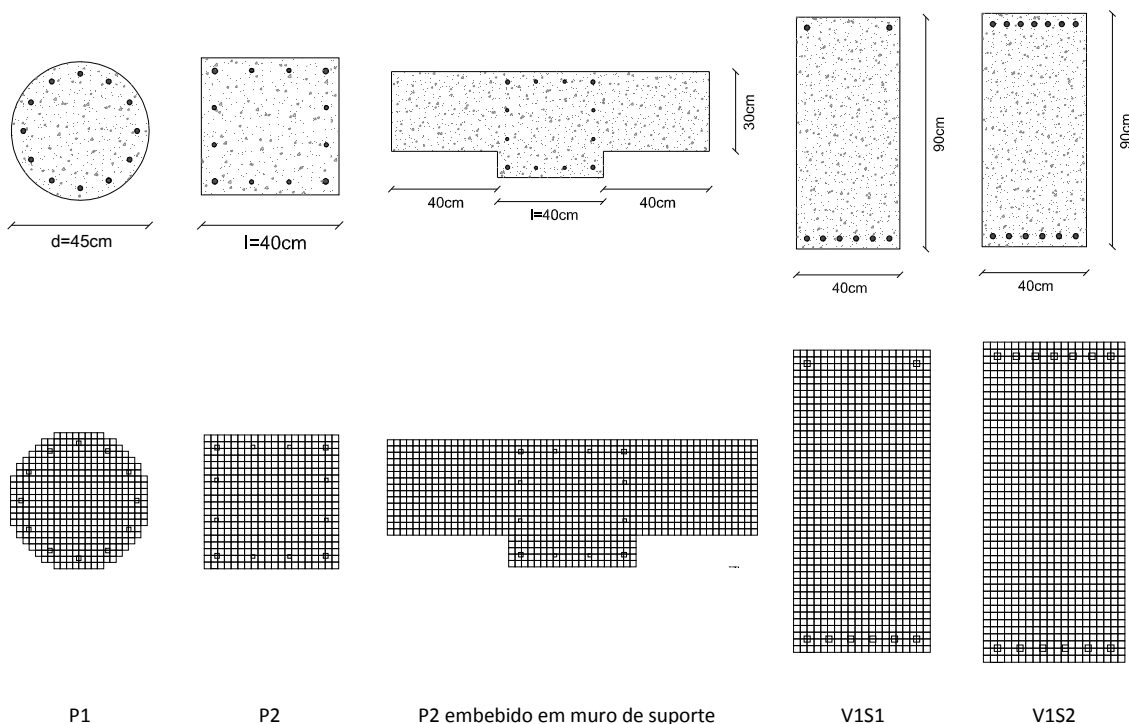 d=45cm
l=40cm
40cm
l=40cm
40cm
30cm
40cm
90cm
40cm
90cm
P1
P2
P2 embebido em muro de suporte
V1S1
V1S2